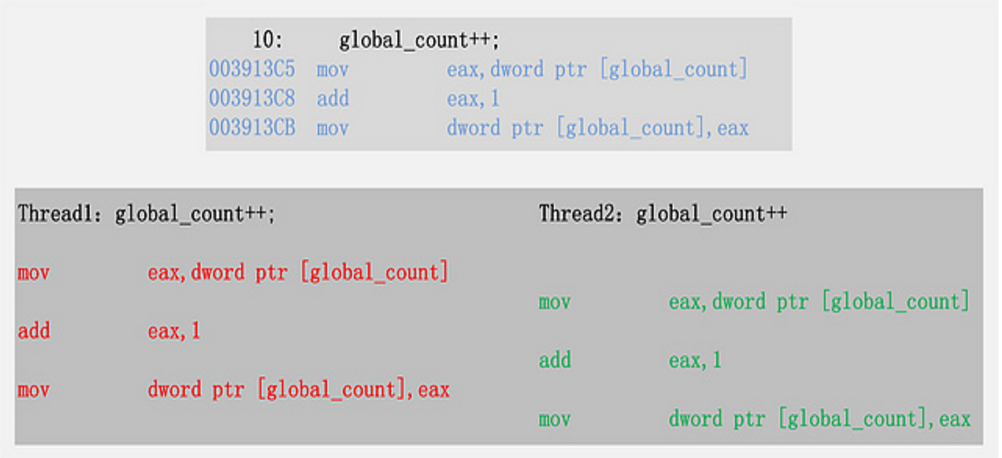 10: global_count++;
003913C5 mov eax,dword ptr [global_count]
003913C8 add eax,1
003913CB mov dword ptr [global_count],eax
Thread1: global_count++; Thread2: global_count++
mov eax,dword ptr [global_count]
mov eax,dword ptr [global_count]
add eax,1
add eax,1
mov dword ptr [global_count],eax
mov dword ptr [global_count],eax